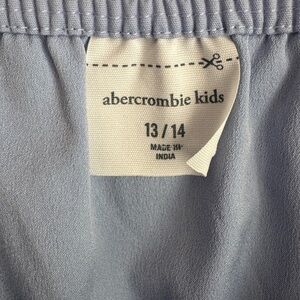 abercrombie kids
13 / 14
MADE IN
INDIA